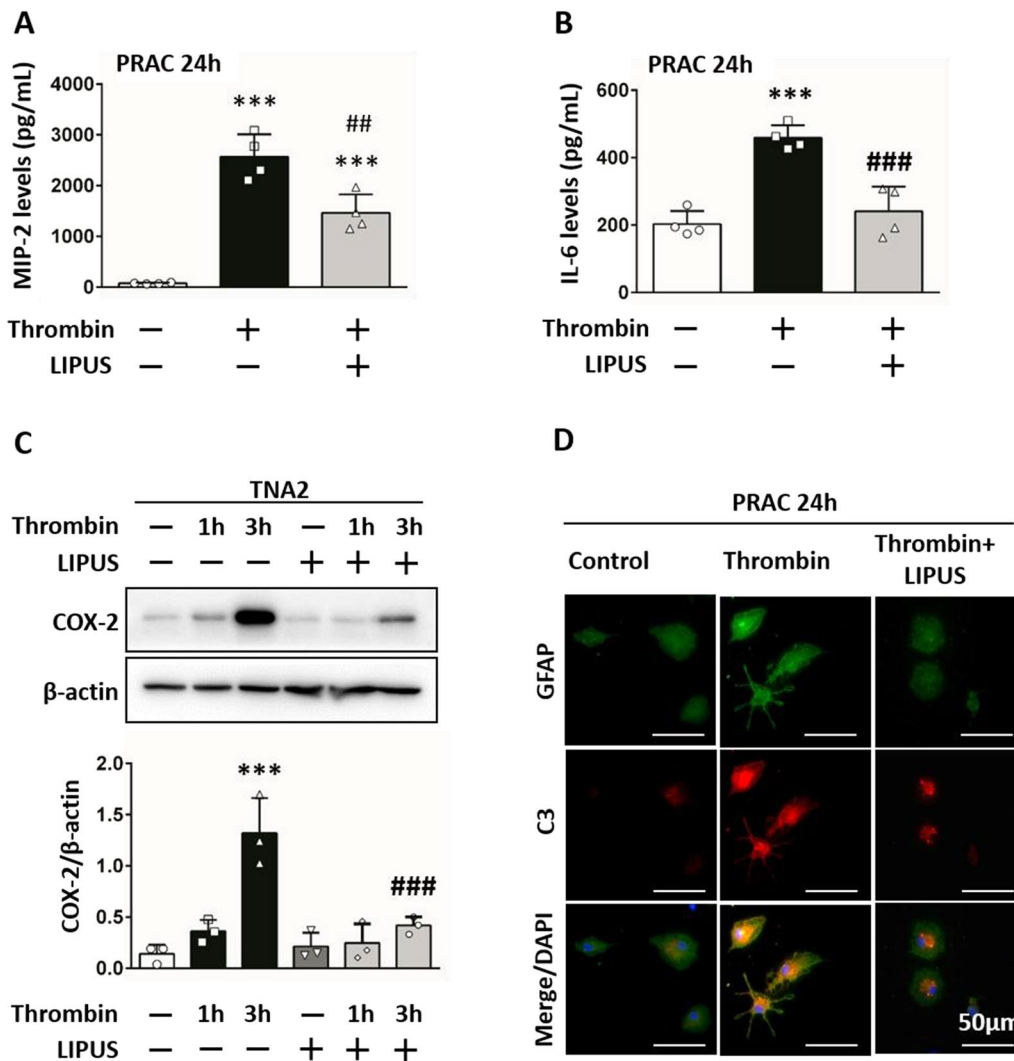 A
PRAC 24h
MIP-2 levels (pg/mL)
4000
3000
2000
1000
0
***
##
***
Thrombin — + +
LIPUS — — +
B
PRAC 24h
IL-6 levels (pg/mL)
600
400
200
0
***
###
Thrombin — + +
LIPUS — — +
C
TNA2
Thrombin — 1h 3h — 1h 3h
LIPUS — — — + + +
COX-2
β-actin
COX-2/β-actin
2.0
1.5
1.0
0.5
0.0
***
###
Thrombin — 1h 3h — 1h 3h
LIPUS — — — + + +
D
PRAC 24h
Control Thrombin Thrombin+
LIPUS
GFAP
C3
Merge/DAPI
50μm